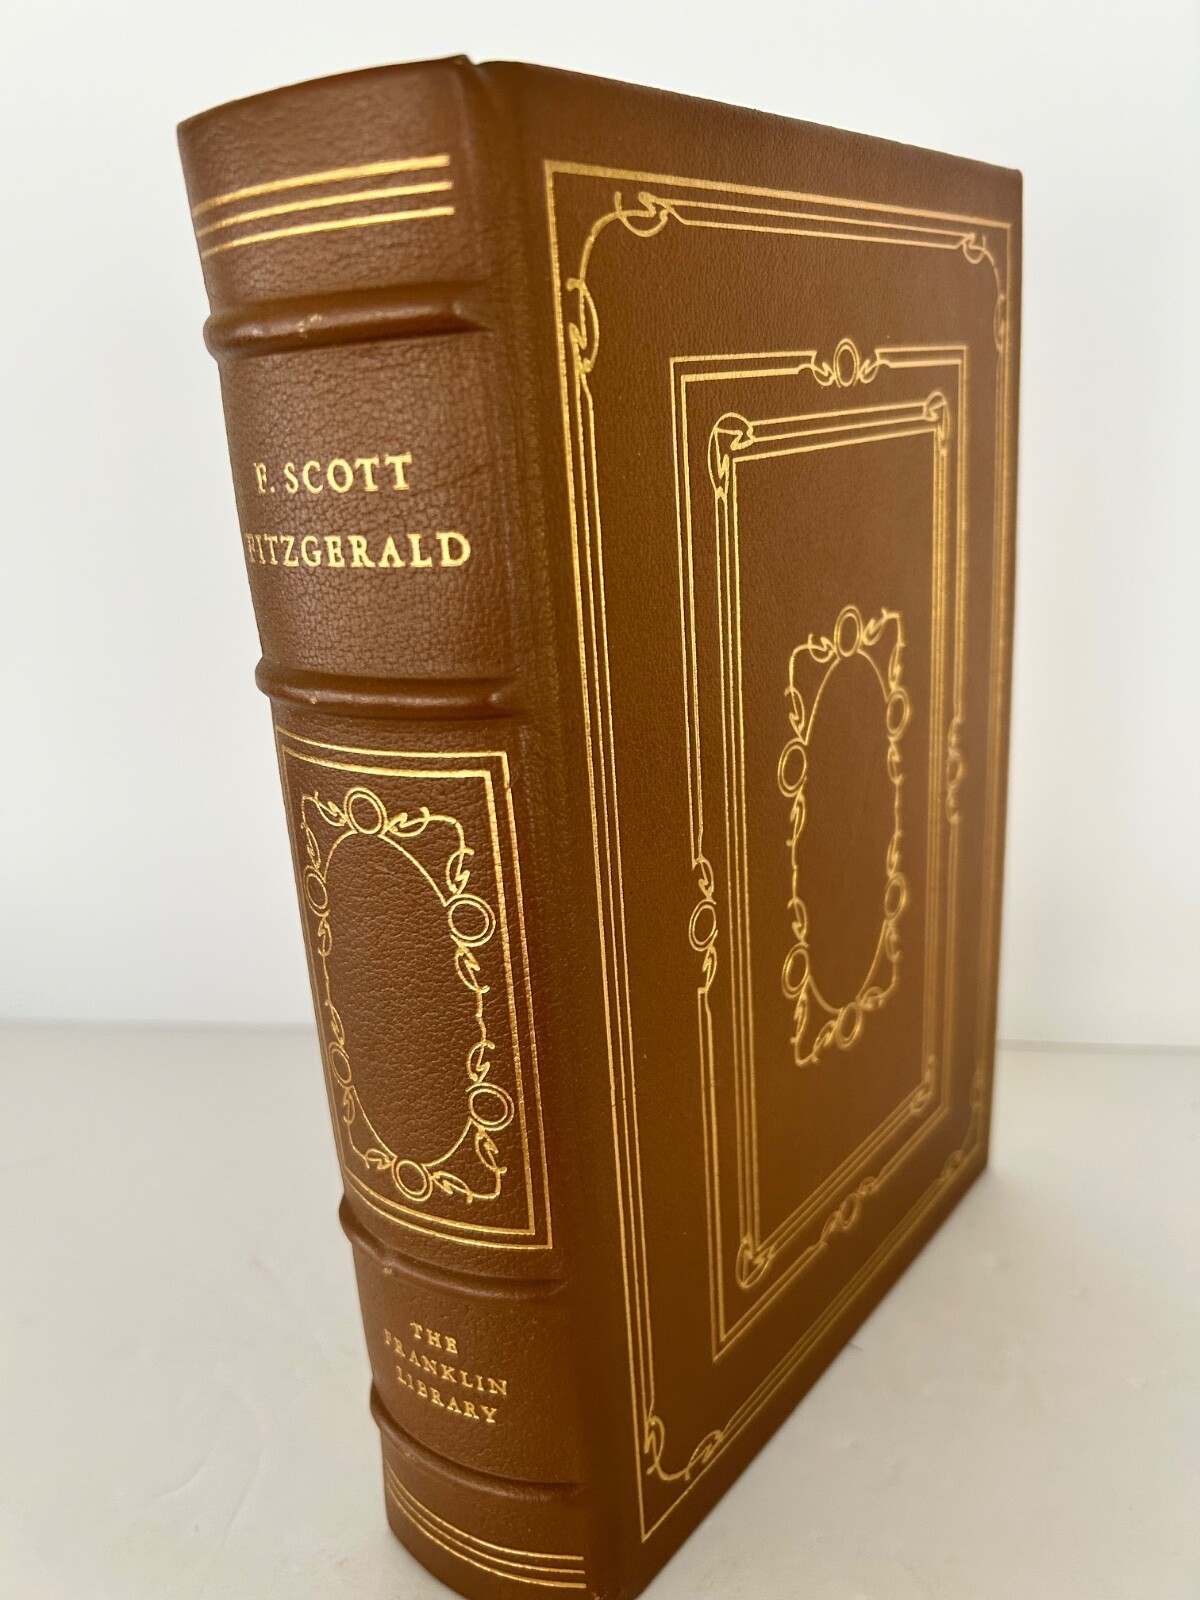 F. SCOTT
FITZGERALD
THE
FRANKLIN
LIBRARY